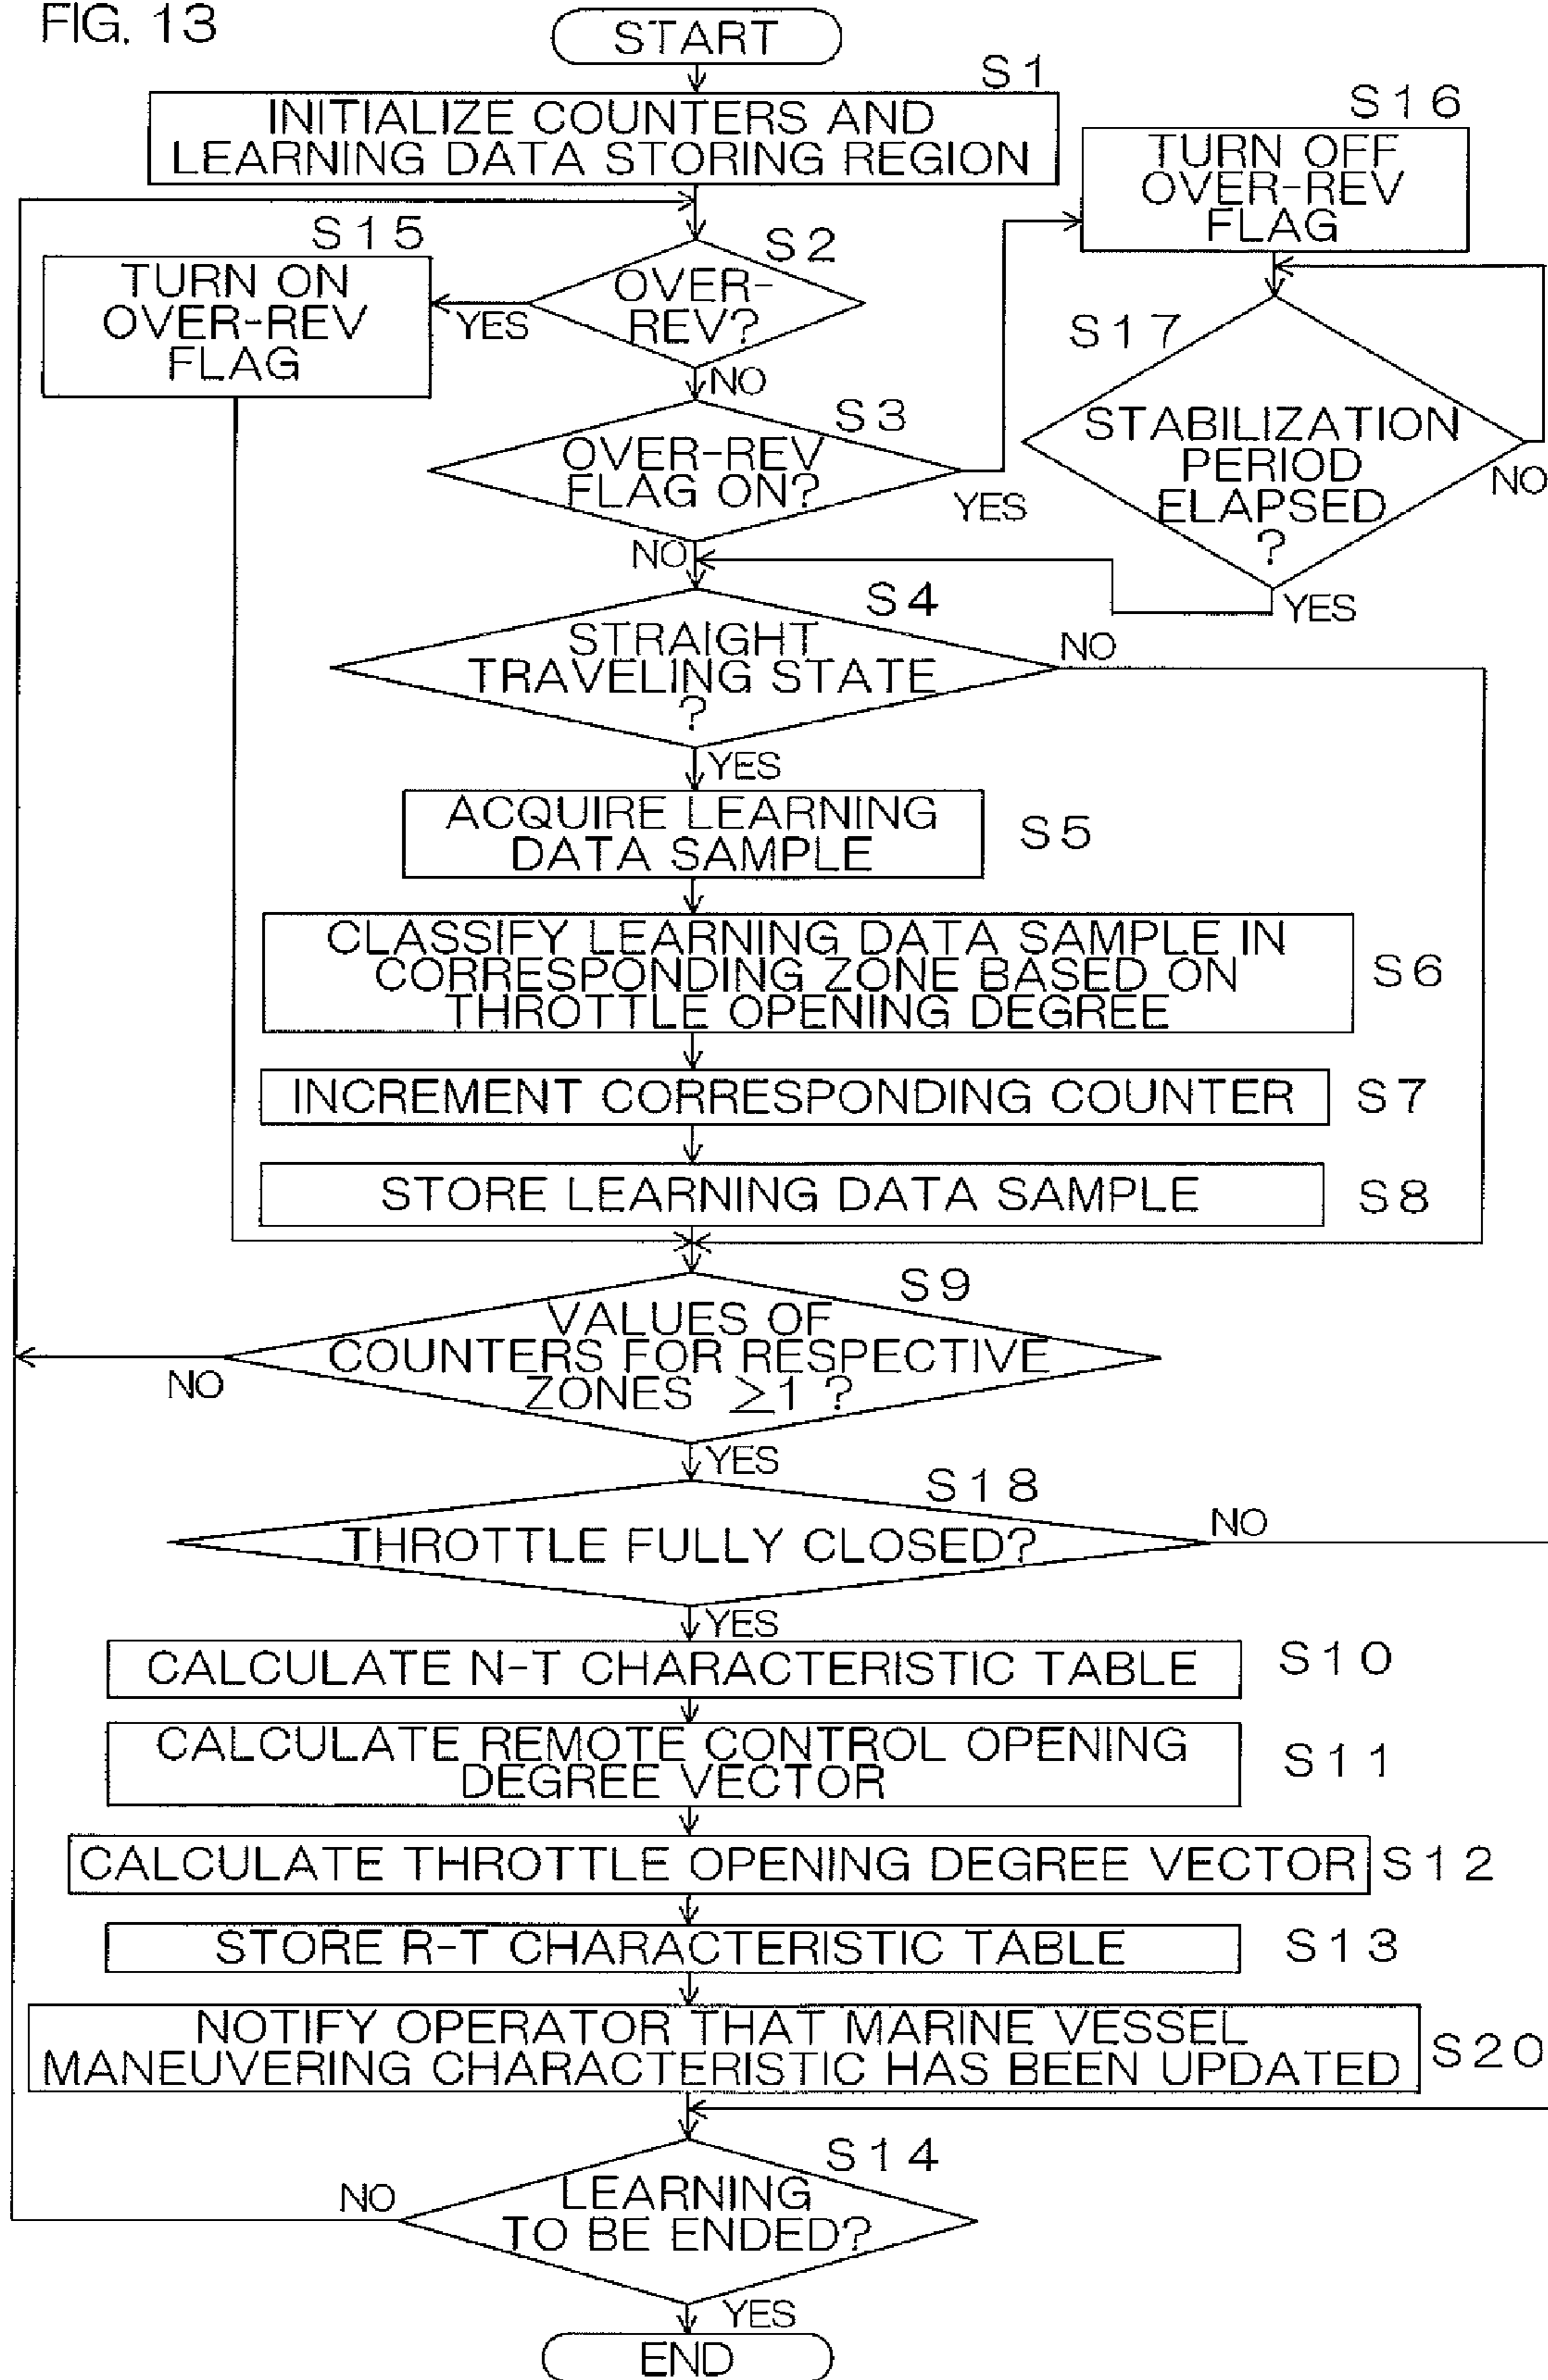 FIG. 13
START
S1
INITIALIZE COUNTERS AND
LEARNING DATA STORING REGION
S16
TURN OFF
OVER-REV
FLAG
S15
TURN ON
OVER-REV
FLAG
S2
OVER-
REV?
YES
NO
S17
STABILIZATION
PERIOD
ELAPSED
?
NO
YES
S3
OVER-REV
FLAG ON?
YES
NO
S4
STRAIGHT
TRAVELING STATE
?
NO
YES
ACQUIRE LEARNING
DATA SAMPLE
S5
CLASSIFY LEARNING DATA SAMPLE IN
CORRESPONDING ZONE BASED ON
THROTTLE OPENING DEGREE
S6
INCREMENT CORRESPONDING COUNTER
S7
STORE LEARNING DATA SAMPLE
S8
S9
VALUES OF
COUNTERS FOR RESPECTIVE
ZONES ≥1 ?
NO
YES
S18
THROTTLE FULLY CLOSED?
NO
YES
CALCULATE N-T CHARACTERISTIC TABLE
S10
CALCULATE REMOTE CONTROL OPENING
DEGREE VECTOR
S11
CALCULATE THROTTLE OPENING DEGREE VECTOR
S12
STORE R-T CHARACTERISTIC TABLE
S13
NOTIFY OPERATOR THAT MARINE VESSEL
MANEUVERING CHARACTERISTIC HAS BEEN UPDATED
S20
S14
LEARNING
TO BE ENDED?
NO
YES
END